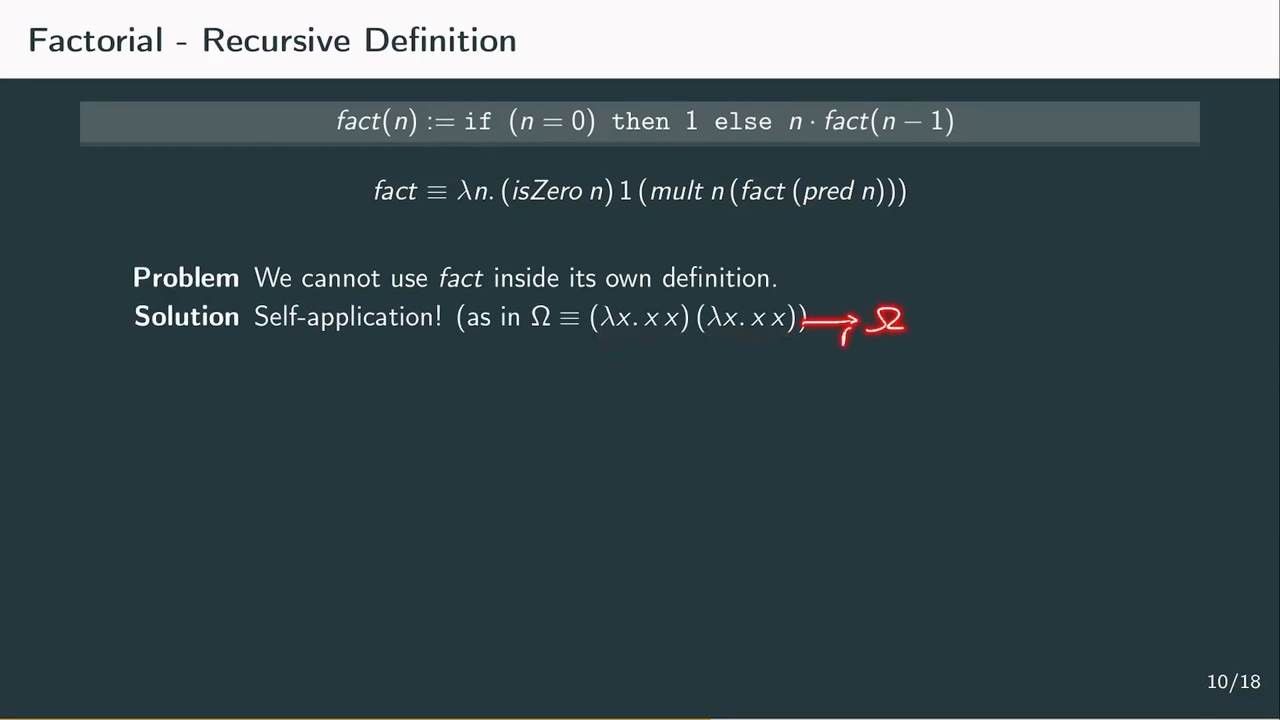 Factorial - Recursive Definition
fact(n) := if (n = 0) then 1 else n · fact(n − 1)
fact ≡ λn. (isZero n) 1 (mult n (fact (pred n)))
Problem We cannot use fact inside its own definition.
Solution Self-application! (as in Ω ≡ (λx. x x) (λx. x x)) → Ω
10/18